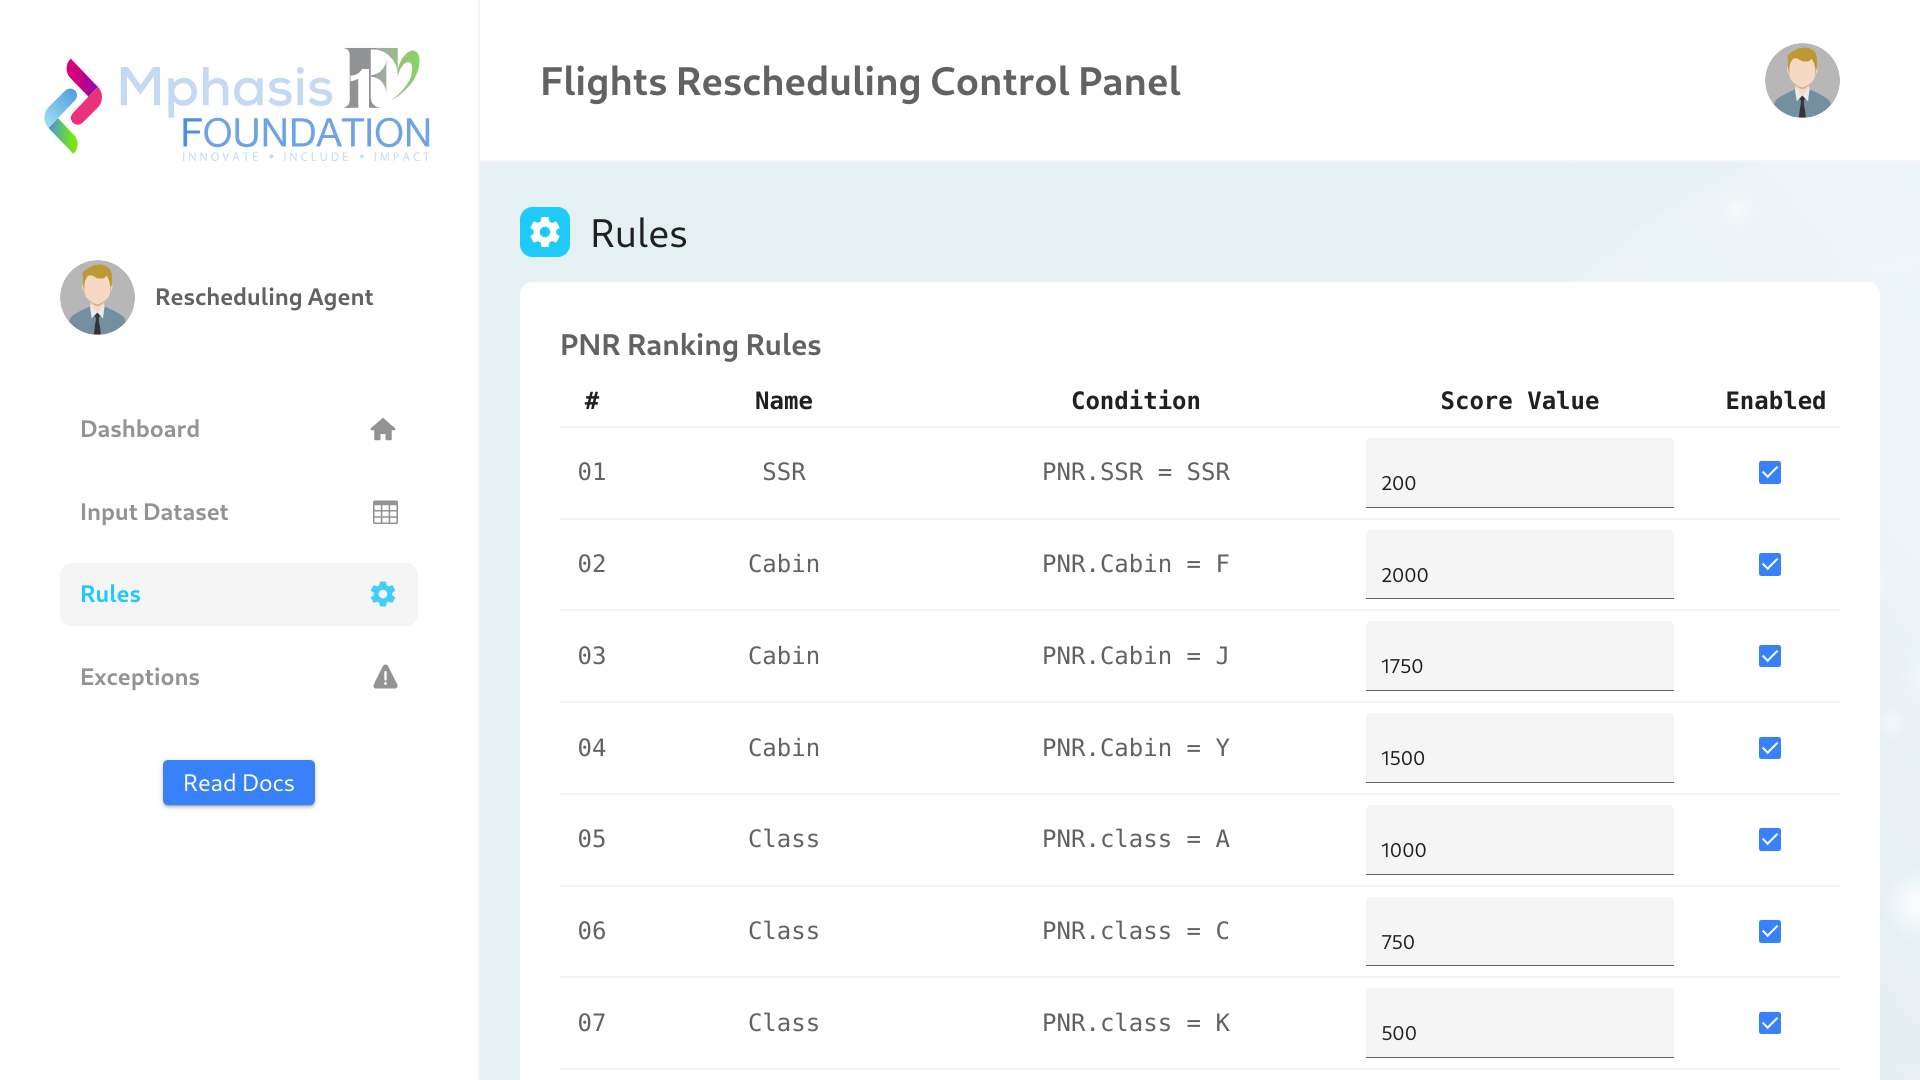 Mphasis
FOUNDATION
INNOVATE • INCLUDE • IMPACT
Flights Rescheduling Control Panel
Rescheduling Agent
Dashboard
Input Dataset
Rules
Exceptions
Read Docs
Rules
PNR Ranking Rules
# Name Condition Score Value Enabled
01 SSR PNR.SSR = SSR 200
02 Cabin PNR.Cabin = F 2000
03 Cabin PNR.Cabin = J 1750
04 Cabin PNR.Cabin = Y 1500
05 Class PNR.class = A 1000
06 Class PNR.class = C 750
07 Class PNR.class = K 500